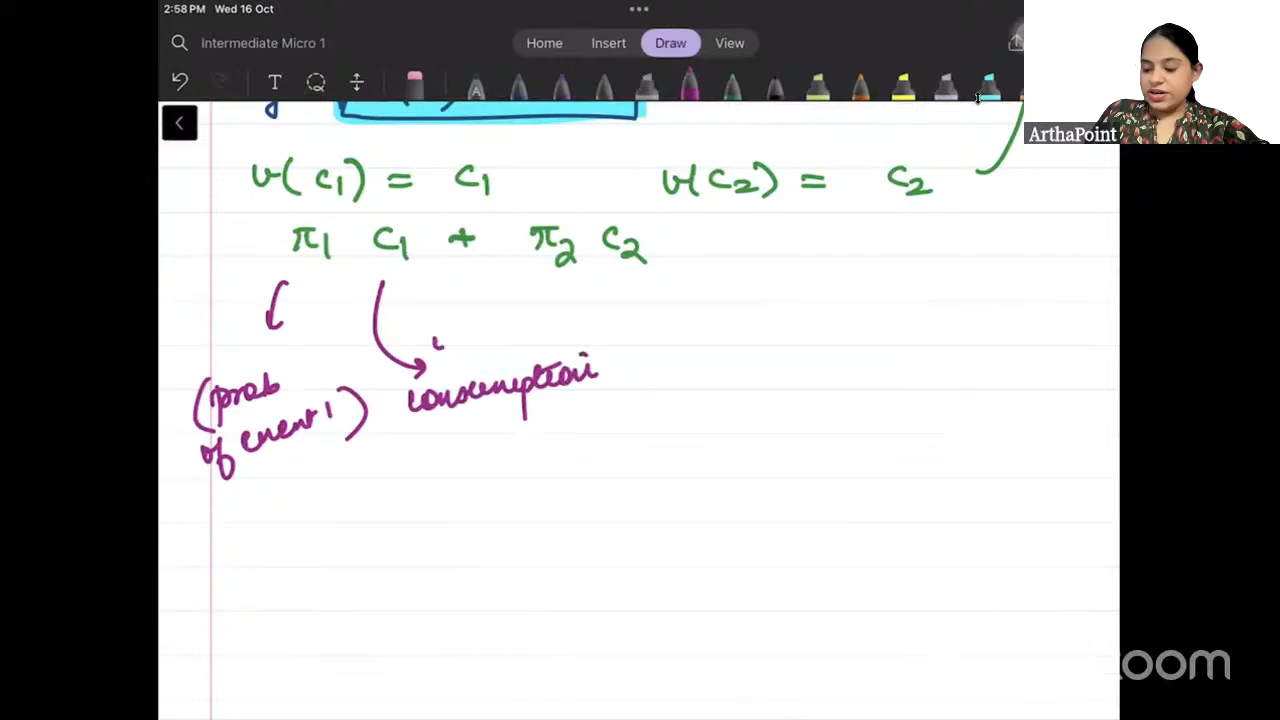 2:58 PM Wed 16 Oct
Intermediate Micro 1
Home Insert Draw View
ArthaPoint
v(c1) = c1 v(c2) = c2
π1 c1 + π2 c2
(prob of event 1)
consumption
zoom